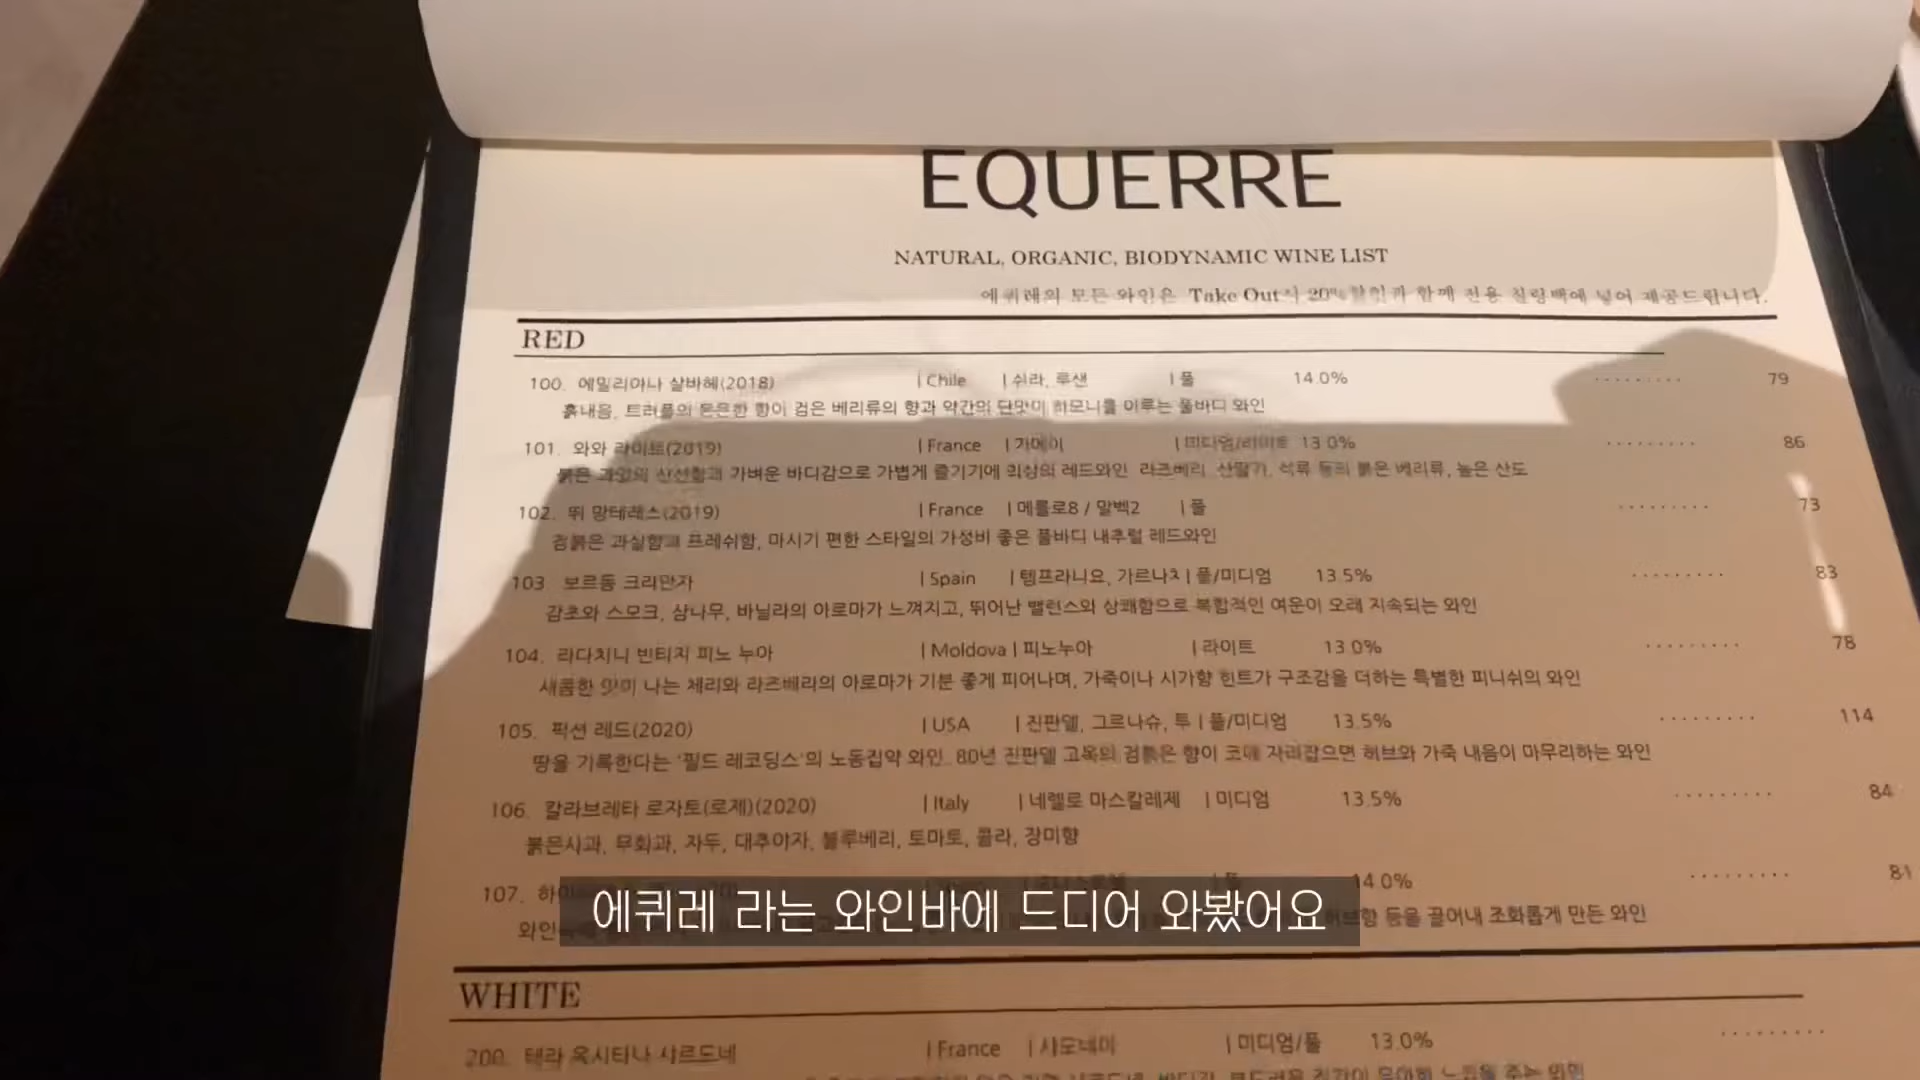 EQUERRE
NATURAL, ORGANIC, BIODYNAMIC WINE LIST
에퀴레의 모든 와인은 Take Out시 20%할인과 함께 전용 칠링백에 넣어 제공드립니다.
RED
100. 에밀리아나 살바헤(2018) | Chile | 쉬라, 루샌 | 풀 14.0% ········· 79
흙내음, 트러플의 은은한 향이 검은 베리류의 향과 약간의 단맛이 하모니를 이루는 풀바디 와인
101. 와와 라이트(2019) | France | 가메이 | 미디엄/라이트 13.0% ········· 86
붉은 과일의 신선함과 가벼운 바디감으로 가볍게 즐기기에 최상의 레드와인 라즈베리, 산딸기, 석류 등의 붉은 베리류, 높은 산도
102. 뛰 망테레스(2019) | France | 메를로8 / 말벡2 | 풀 ········· 73
검붉은 과실향과 프레쉬함, 마시기 편한 스타일의 가성비 좋은 풀바디 내추럴 레드와인
103 보르돔 크리안자 | Spain | 템프라니요, 가르나치 | 풀/미디엄 13.5% ········· 83
감초와 스모크, 삼나무, 바닐라의 아로마가 느껴지고, 뛰어난 밸런스와 상쾌함으로 복합적인 여운이 오래 지속되는 와인
104. 라다치니 빈티지 피노 누아 | Moldova | 피노누아 | 라이트 13.0% ········· 78
새콤한 맛이 나는 체리와 라즈베리의 아로마가 기분 좋게 피어나며, 가죽이나 시가향 힌트가 구조감을 더하는 특별한 피니쉬의 와인
105. 픽션 레드(2020) | USA | 진판델, 그르나슈, 투 | 풀/미디엄 13.5% ········· 114
땅을 기록한다는 '필드 레코딩스'의 노동집약 와인. 80년 진판델 고목의 검붉은 향이 코에 자리잡으면 허브와 가죽 내음이 마무리하는 와인
106. 칼라브레타 로자토(로제)(2020) | Italy | 네렐로 마스칼레제 | 미디엄 13.5% ········· 84
붉은사과, 무화과, 자두, 대추야자, 블루베리, 토마토, 콜라, 장미향
107. 하 14.0% ········· 81
와인 등을 끌어내 조화롭게 만든 와인
에퀴레 라는 와인바에 드디어 와봤어요
WHITE
200. 테라 옥시타나 샤르도네 | France | 샤도네이 | 미디엄/풀 13.0% ·········